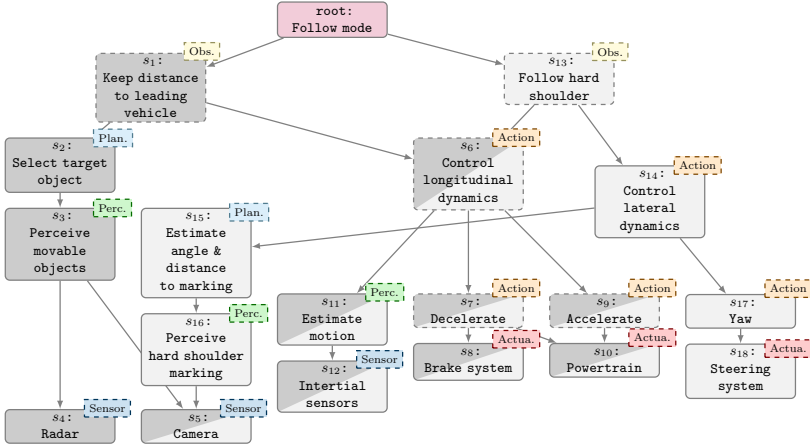 root:
Follow mode
Obs.
s1:
Keep distance
to leading
vehicle
Obs.
s13:
Follow hard
shoulder
Plan.
s2:
Select target
object
Action
s6:
Control
longitudinal
dynamics
Action
s14:
Control
lateral
dynamics
Perc.
s3:
Perceive
movable
objects
Plan.
s15:
Estimate
angle &
distance
to marking
Perc.
s11:
Estimate
motion
Action
s7:
Decelerate
Action
s9:
Accelerate
Action
s17:
Yaw
Perc.
s16:
Perceive
hard shoulder
marking
Sensor
s12:
Intertial
sensors
Actua.
s8:
Brake system
Actua.
s10:
Powertrain
Actua.
s18:
Steering
system
Sensor
s4:
Radar
Sensor
s5:
Camera